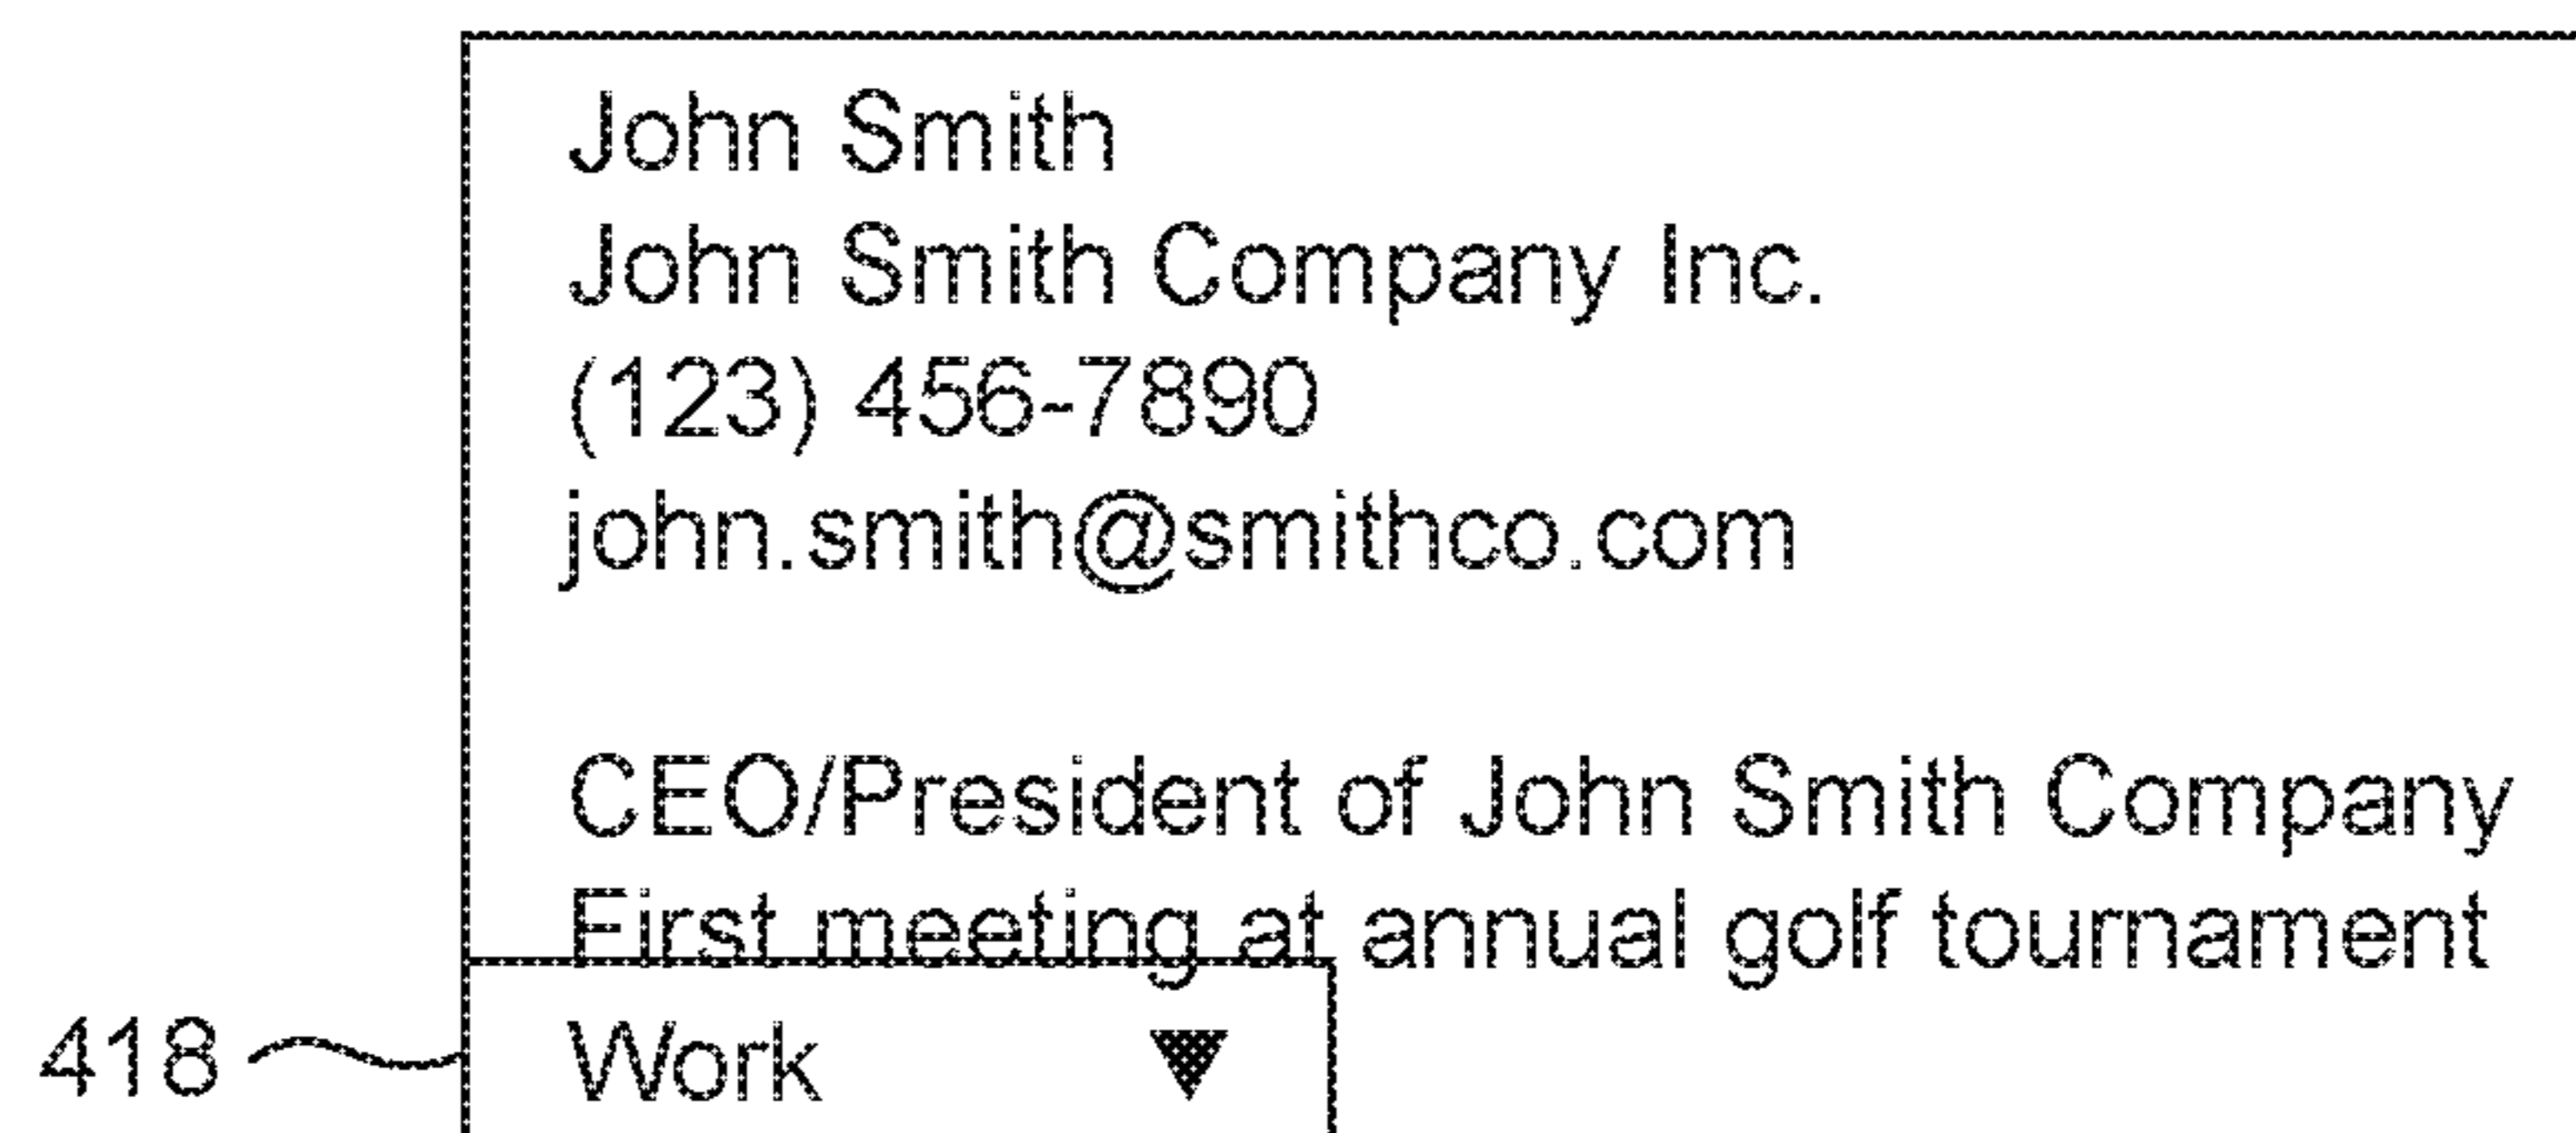 John Smith
John Smith Company Inc.
(123) 456-7890
john.smith@smithco.com
CEO/President of John Smith Company
First meeting at annual golf tournament
418 Work